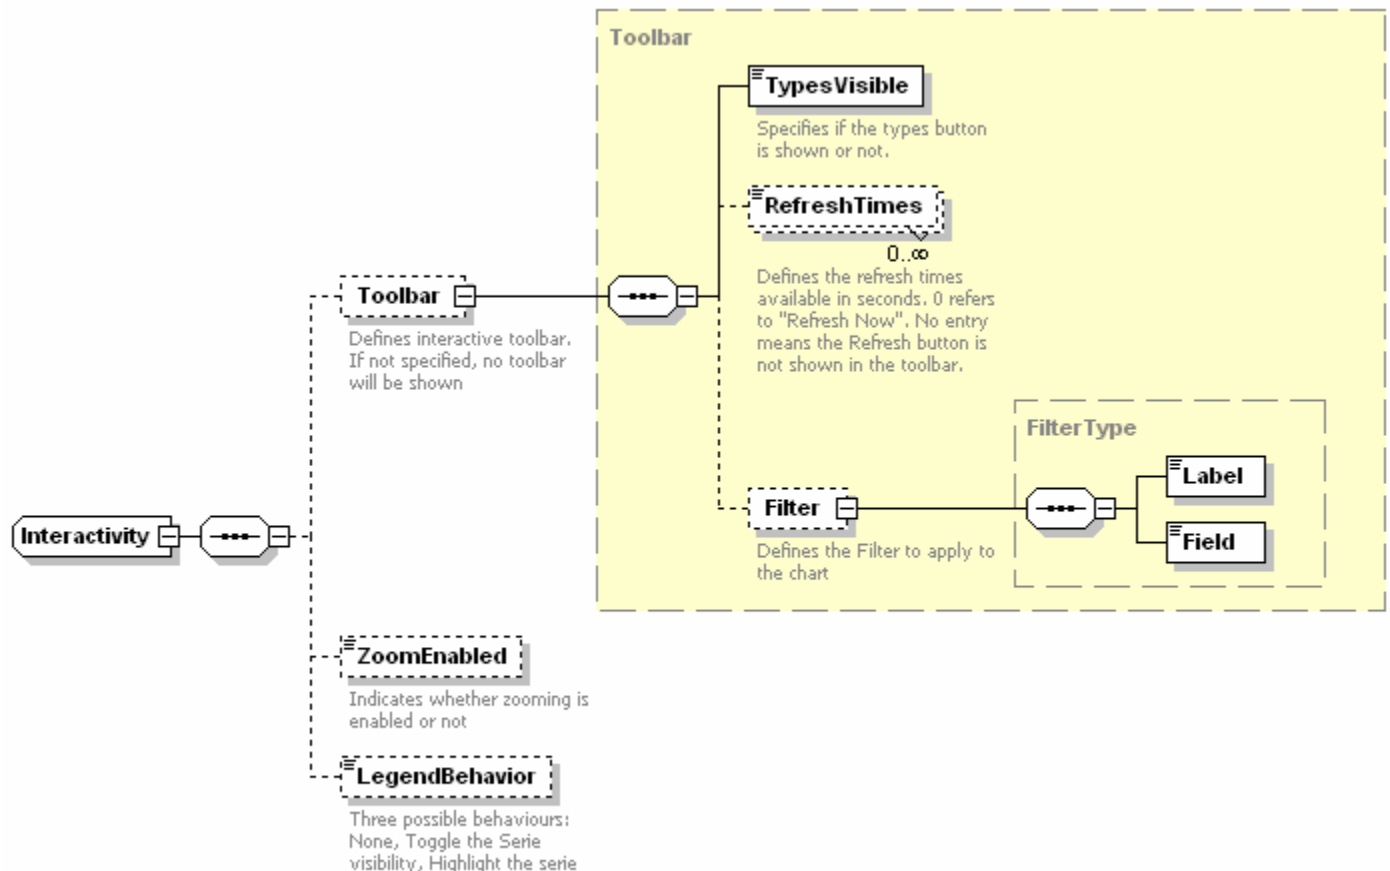 Toolbar
TypesVisible
Specifies if the types button
is shown or not.
RefreshTimes
0..∞
Defines the refresh times
available in seconds. 0 refers
to "Refresh Now". No entry
means the Refresh button is
not shown in the toolbar.
Toolbar
Defines interactive toolbar.
If not specified, no toolbar
will be shown
FilterType
Label
Filter
Field
Defines the Filter to apply to
the chart
Interactivity
ZoomEnabled
Indicates whether zooming is
enabled or not
LegendBehavior
Three possible behaviours:
None, Toggle the Serie
visibility, Highlight the serie